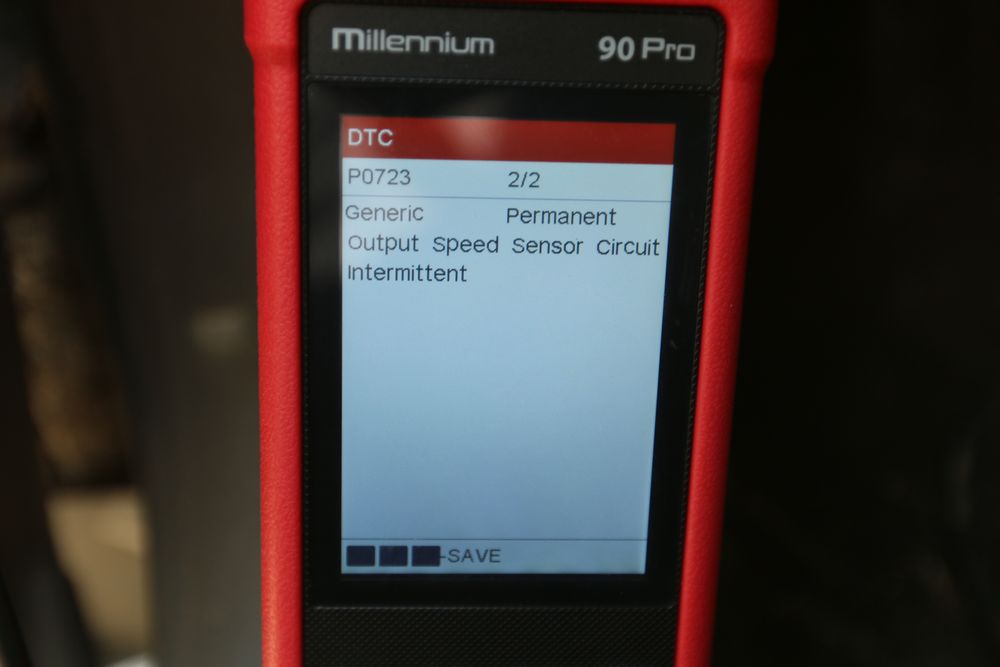 Millennium 90 Pro
DTC
P0723 2/2
Generic Permanent
Output Speed Sensor Circuit
Intermittent
-SAVE